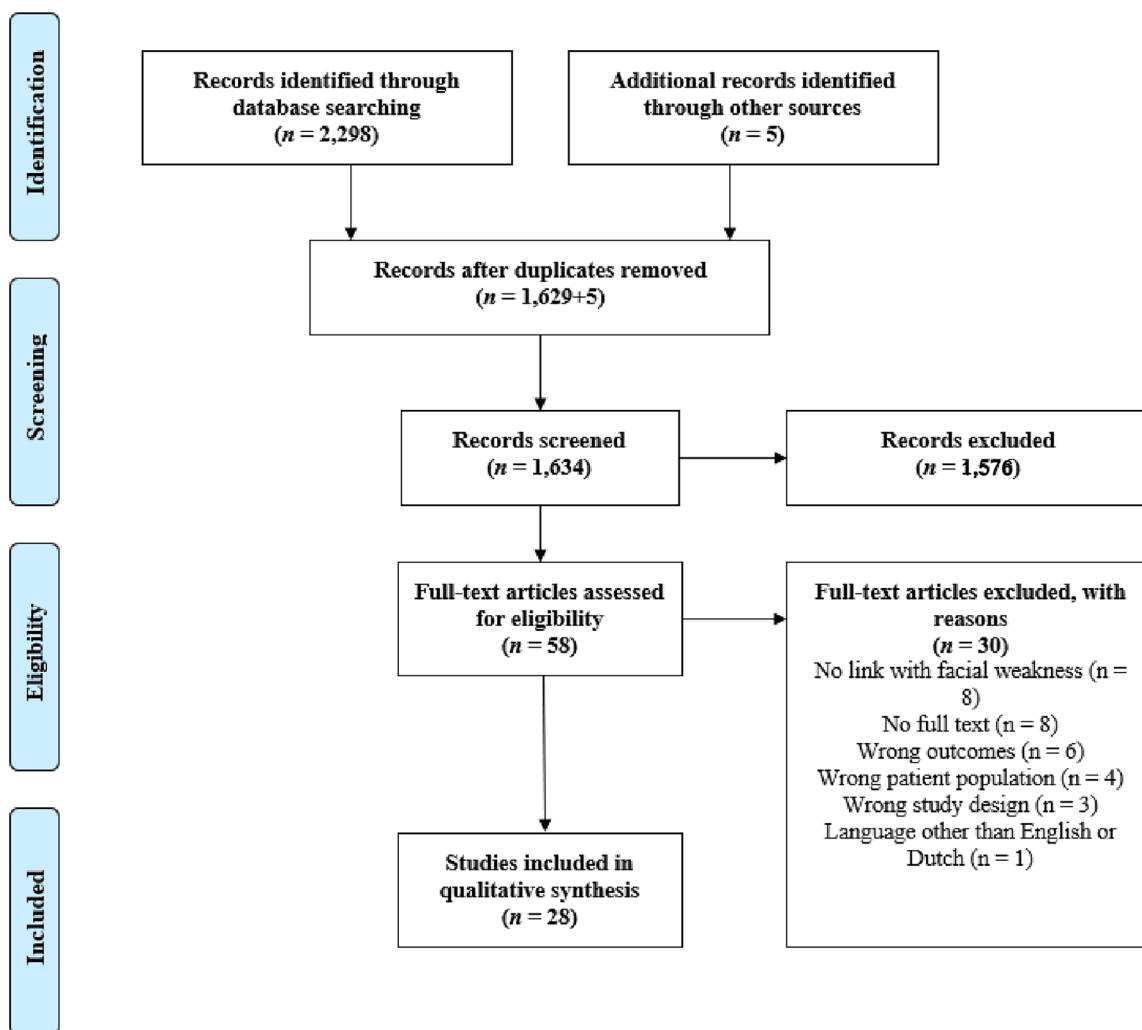 Identification
Records identified through
database searching
(n = 2,298)
Additional records identified
through other sources
(n = 5)
Records after duplicates removed
(n = 1,629+5)
Screening
Records screened
(n = 1,634)
Records excluded
(n = 1,576)
Eligibility
Full-text articles assessed
for eligibility
(n = 58)
Full-text articles excluded, with
reasons
(n = 30)
No link with facial weakness (n =
8)
No full text (n = 8)
Wrong outcomes (n = 6)
Wrong patient population (n = 4)
Wrong study design (n = 3)
Language other than English or
Dutch (n = 1)
Included
Studies included in
qualitative synthesis
(n = 28)